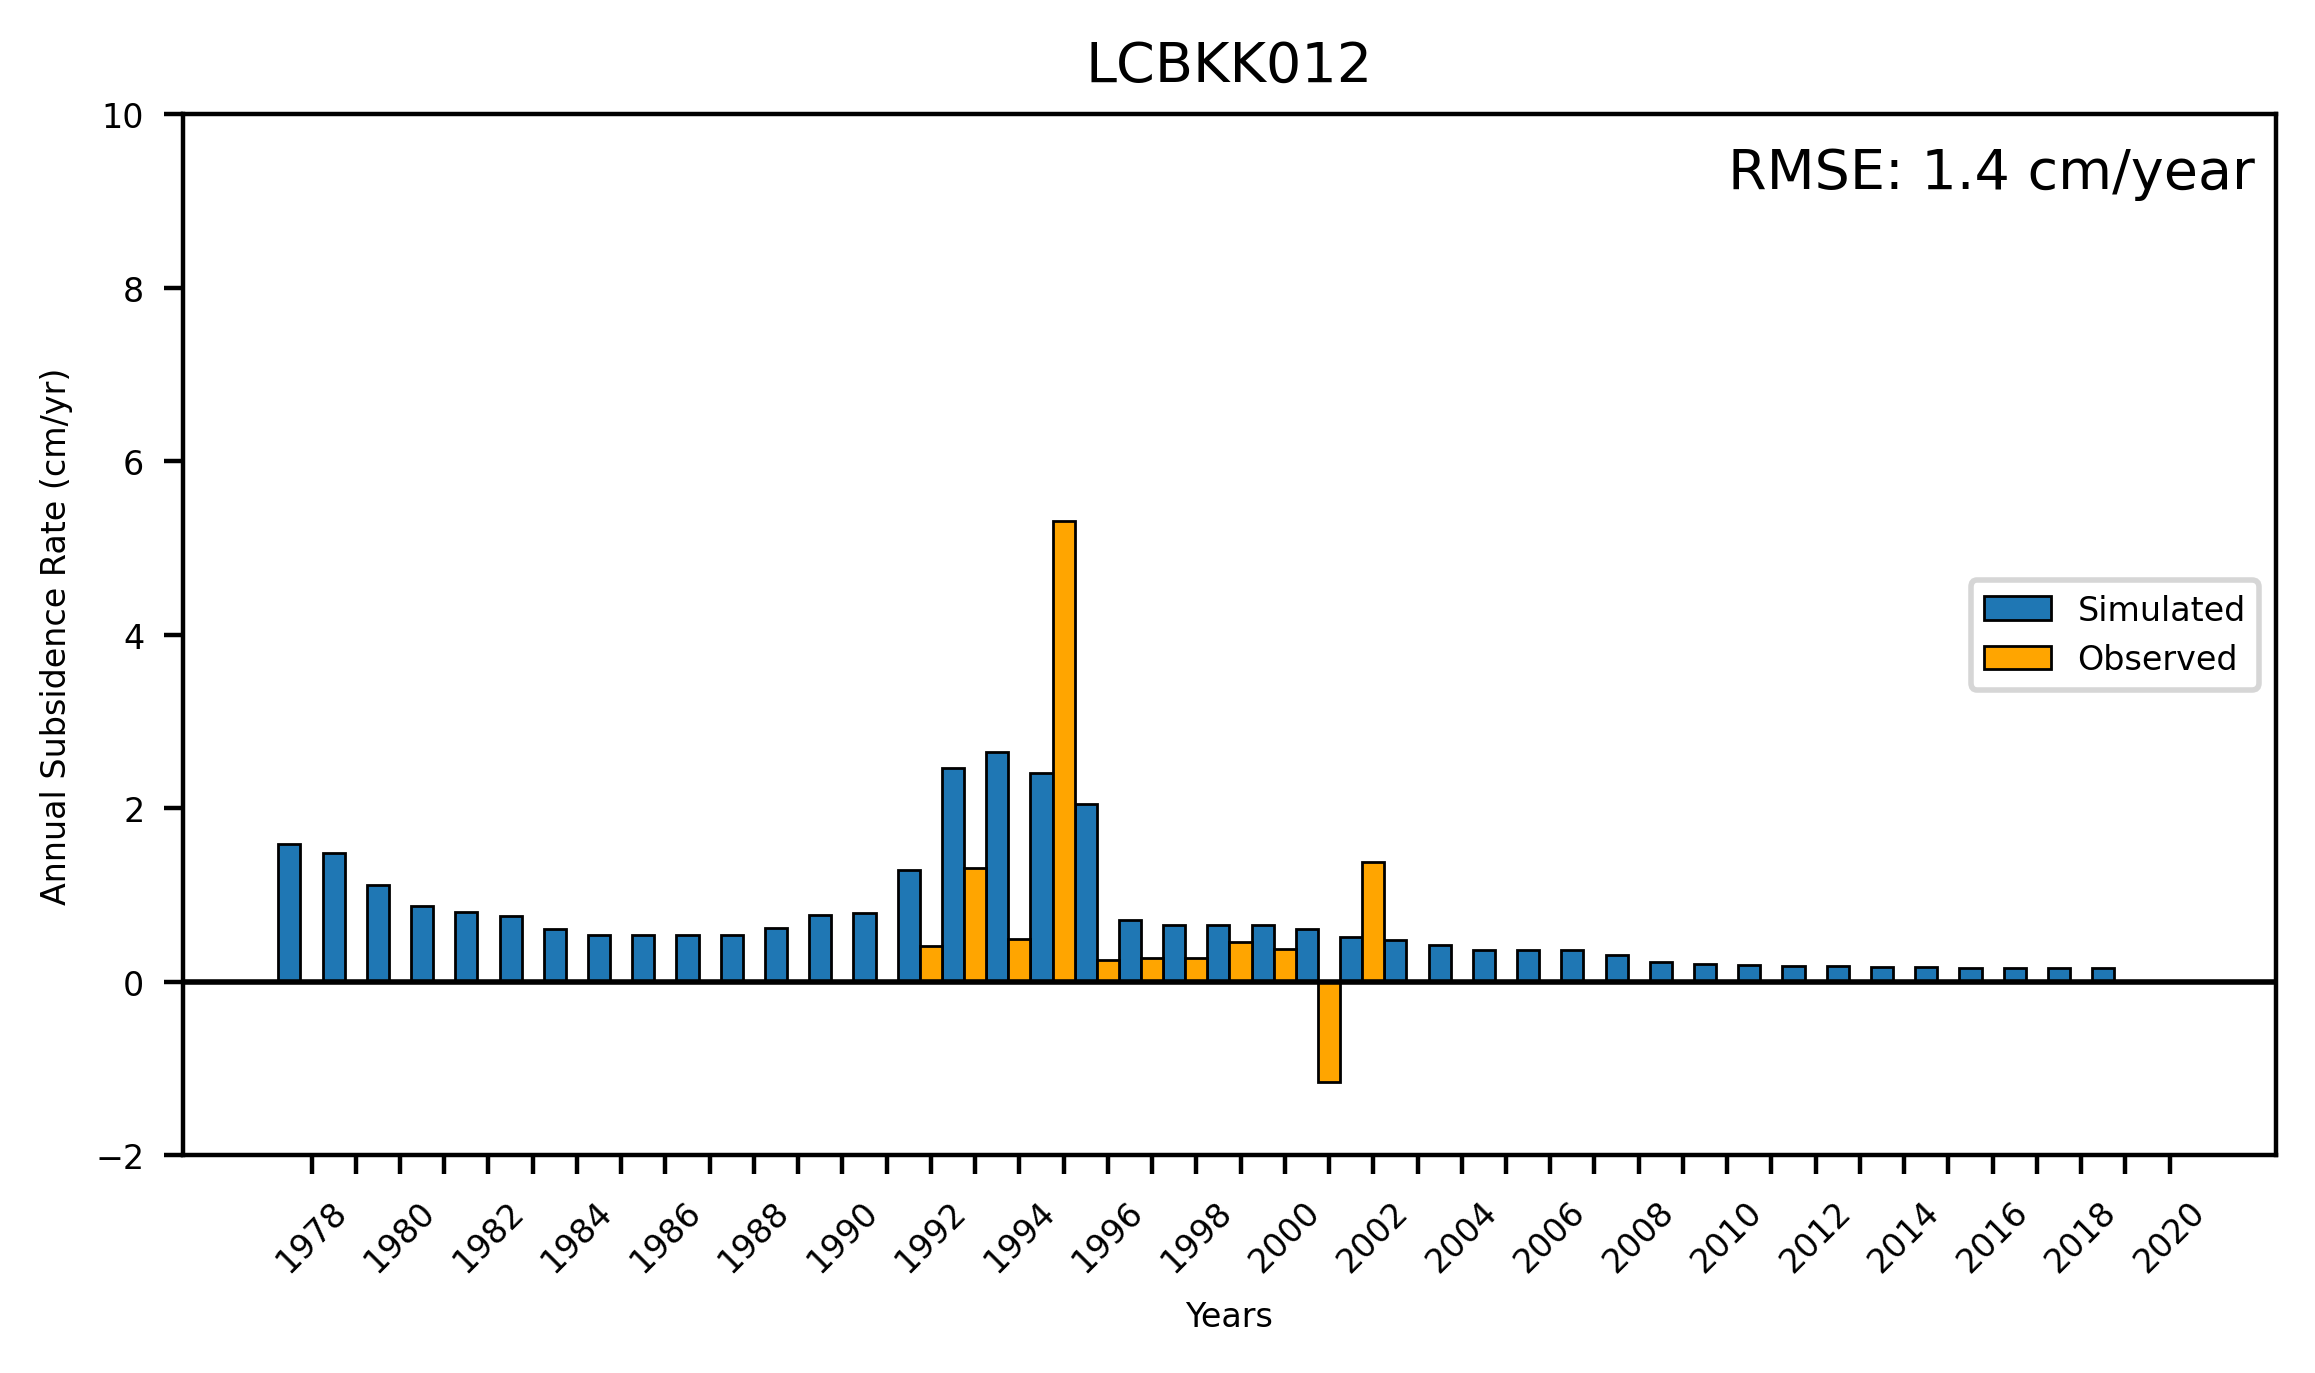 LCBKK012
RMSE: 1.4 cm/year
10
8
6
4
2
0
−2
Annual Subsidence Rate (cm/yr)
Simulated
Observed
1978 1980 1982 1984 1986 1988 1990 1992 1994 1996 1998 2000 2002 2004 2006 2008 2010 2012 2014 2016 2018 2020
Years